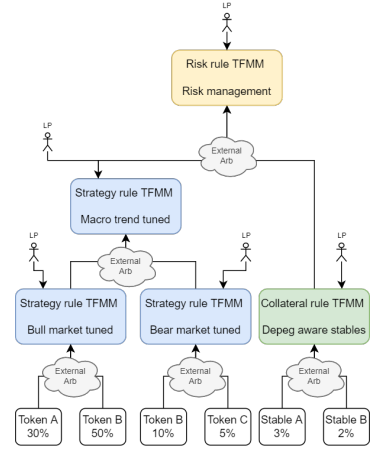 LP
Risk rule TFMM
Risk management
LP
External
Arb
Strategy rule TFMM
Macro trend tuned
LP
External
Arb
LP
LP
Strategy rule TFMM
Bull market tuned
Strategy rule TFMM
Bear market tuned
Collateral rule TFMM
Depeg aware stables
External
Arb
External
Arb
External
Arb
Token A
30%
Token B
50%
Token B
10%
Token C
5%
Stable A
3%
Stable B
2%